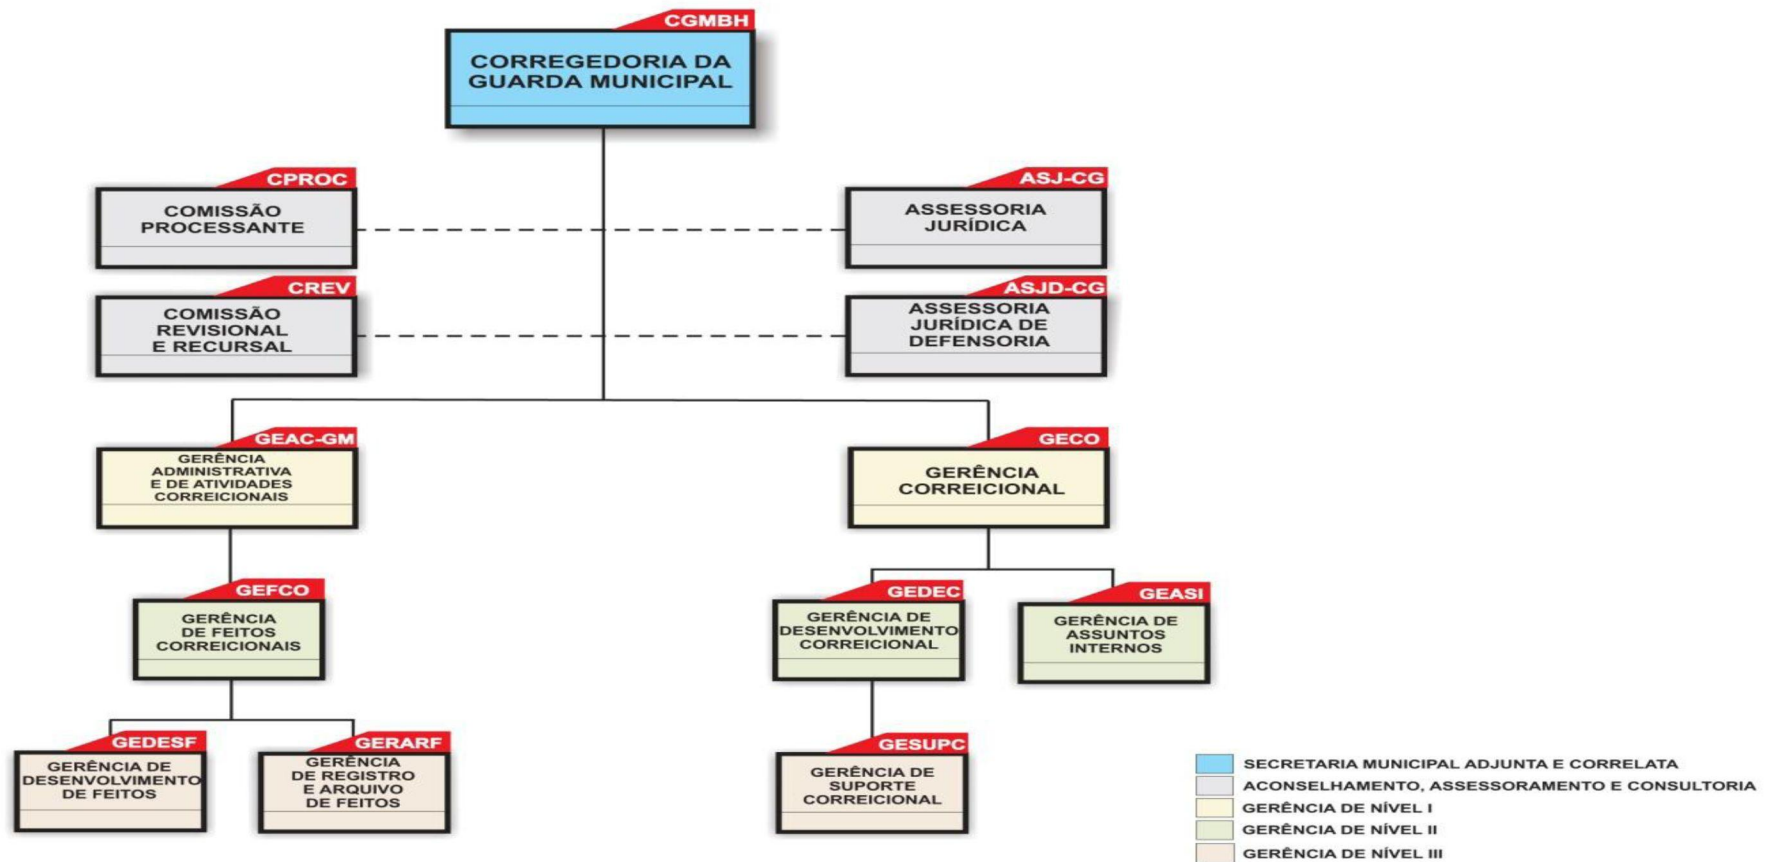 CGMBH
CORREGEDORIA DA
GUARDA MUNICIPAL
CPROC
COMISSÃO
PROCESSANTE
ASJ-CG
ASSESSORIA
JURÍDICA
CREV
COMISSÃO
REVISIONAL
E RECURSAL
ASJD-CG
ASSESSORIA
JURÍDICA DE
DEFENSORIA
GEAC-GM
GERÊNCIA
ADMINISTRATIVA
E DE ATIVIDADES
CORREICIONAIS
GECO
GERÊNCIA
CORREICIONAL
GEFCO
GERÊNCIA
DE FEITOS
CORREICIONAIS
GEDEC
GERÊNCIA DE
DESENVOLVIMENTO
CORREICIONAL
GEASI
GERÊNCIA DE
ASSUNTOS
INTERNOS
GEDESF
GERÊNCIA DE
DESENVOLVIMENTO
DE FEITOS
GERARF
GERÊNCIA
DE REGISTRO
E ARQUIVO
DE FEITOS
GESUPC
GERÊNCIA DE
SUPORTE
CORREICIONAL
SECRETARIA MUNICIPAL ADJUNTA E CORRELATA
ACONSELHAMENTO, ASSESSORAMENTO E CONSULTORIA
GERÊNCIA DE NÍVEL I
GERÊNCIA DE NÍVEL II
GERÊNCIA DE NÍVEL III